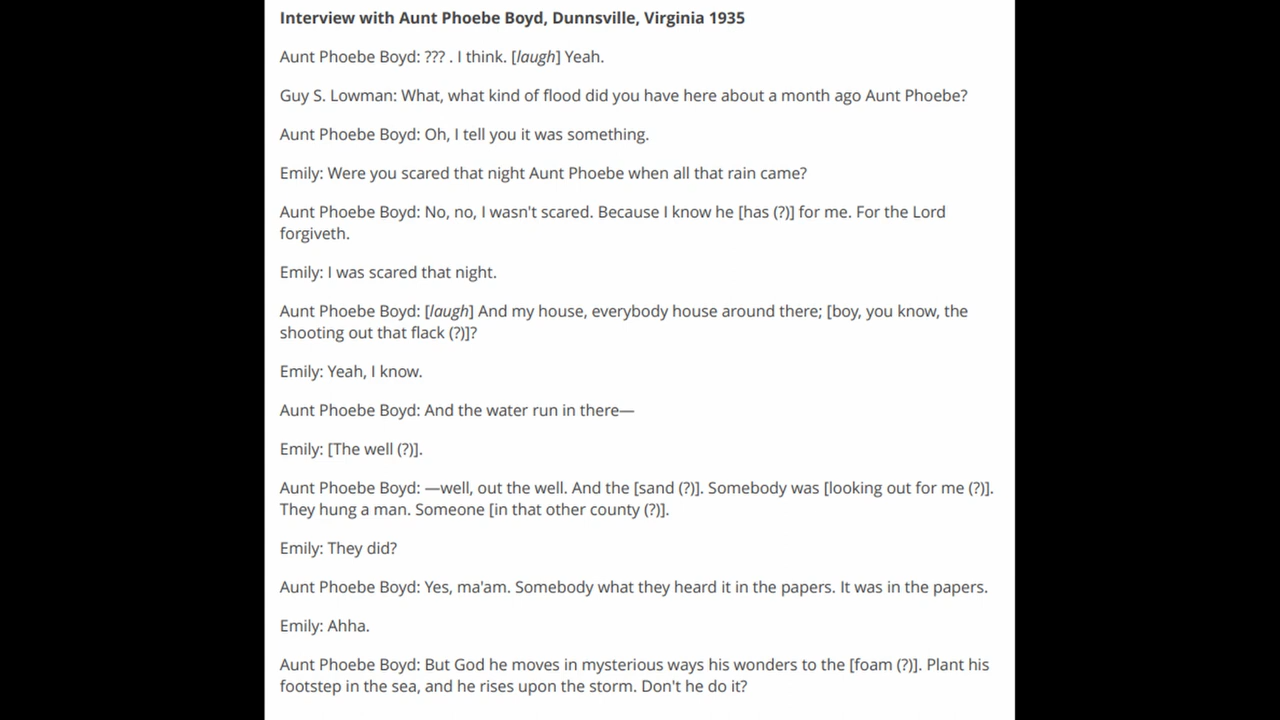 Interview with Aunt Phoebe Boyd, Dunnsville, Virginia 1935
Aunt Phoebe Boyd: ??? . I think. [laugh] Yeah.
Guy S. Lowman: What, what kind of flood did you have here about a month ago Aunt Phoebe?
Aunt Phoebe Boyd: Oh, I tell you it was something.
Emily: Were you scared that night Aunt Phoebe when all that rain came?
Aunt Phoebe Boyd: No, no, I wasn't scared. Because I know he [has (?)] for me. For the Lord
forgiveth.
Emily: I was scared that night.
Aunt Phoebe Boyd: [laugh] And my house, everybody house around there; [boy, you know, the
shooting out that flack (?)]?
Emily: Yeah, I know.
Aunt Phoebe Boyd: And the water run in there—
Emily: [The well (?)].
Aunt Phoebe Boyd: —well, out the well. And the [sand (?)]. Somebody was [looking out for me (?)].
They hung a man. Someone [in that other county (?)].
Emily: They did?
Aunt Phoebe Boyd: Yes, ma'am. Somebody what they heard it in the papers. It was in the papers.
Emily: Ahha.
Aunt Phoebe Boyd: But God he moves in mysterious ways his wonders to the [foam (?)]. Plant his
footstep in the sea, and he rises upon the storm. Don't he do it?